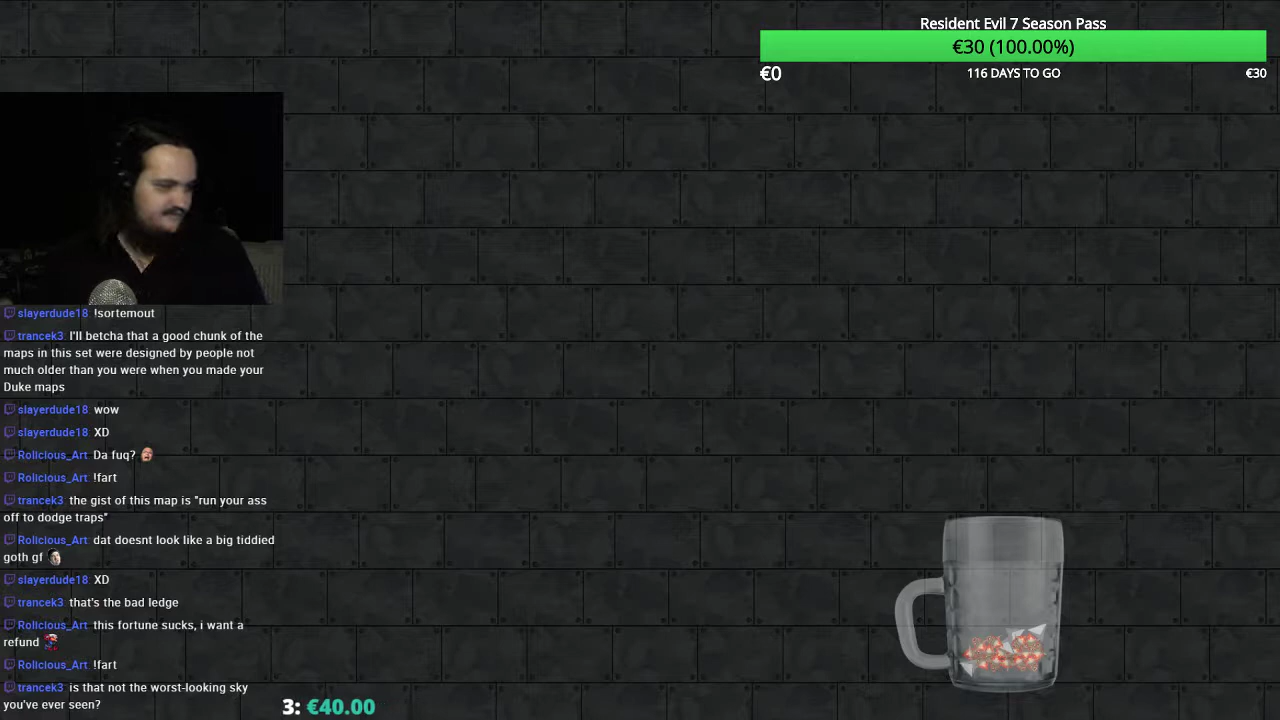 Resident Evil 7 Season Pass
€30 (100.00%)
€0
116 DAYS TO GO
€30
slayerdude18 !sortemout
trancek3 I'll betcha that a good chunk of the
maps in this set were designed by people not
much older than you were when you made your
Duke maps
slayerdude18 wow
slayerdude18 XD
Rolicious_Art Da fuq?
Rolicious_Art !fart
trancek3 the gist of this map is "run your ass
off to dodge traps"
Rolicious_Art dat doesnt look like a big tiddied
goth gf
slayerdude18 XD
trancek3 that's the bad ledge
Rolicious_Art this fortune sucks, i want a
refund
Rolicious_Art !fart
trancek3 is that not the worst-looking sky
you've ever seen?
3: €40.00